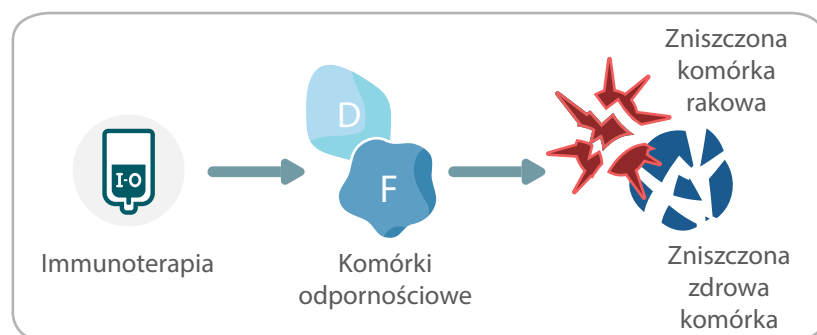 Zniszczona
komórka
rakowa
D
I-O
F
Immunoterapia
Komórki
odpornościowe
Zniszczona
zdrowa
komórka